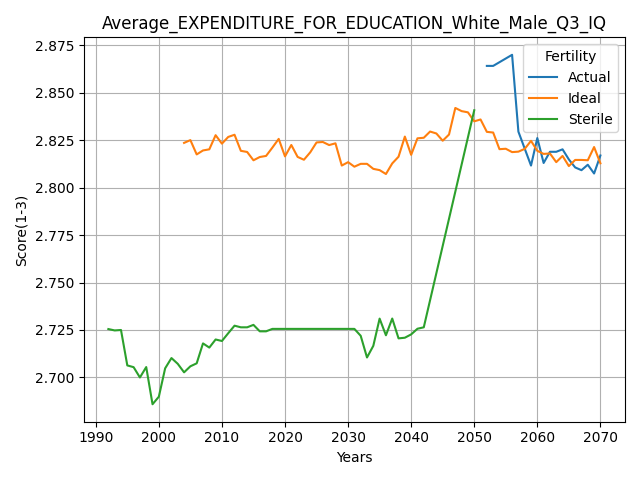 Average_EXPENDITURE_FOR_EDUCATION_White_Male_Q3_IQ
Score(1-3)
2.875
2.850
2.825
2.800
2.775
2.750
2.725
2.700
Fertility
Actual
Ideal
Sterile
1990 2000 2010 2020 2030 2040 2050 2060 2070
Years